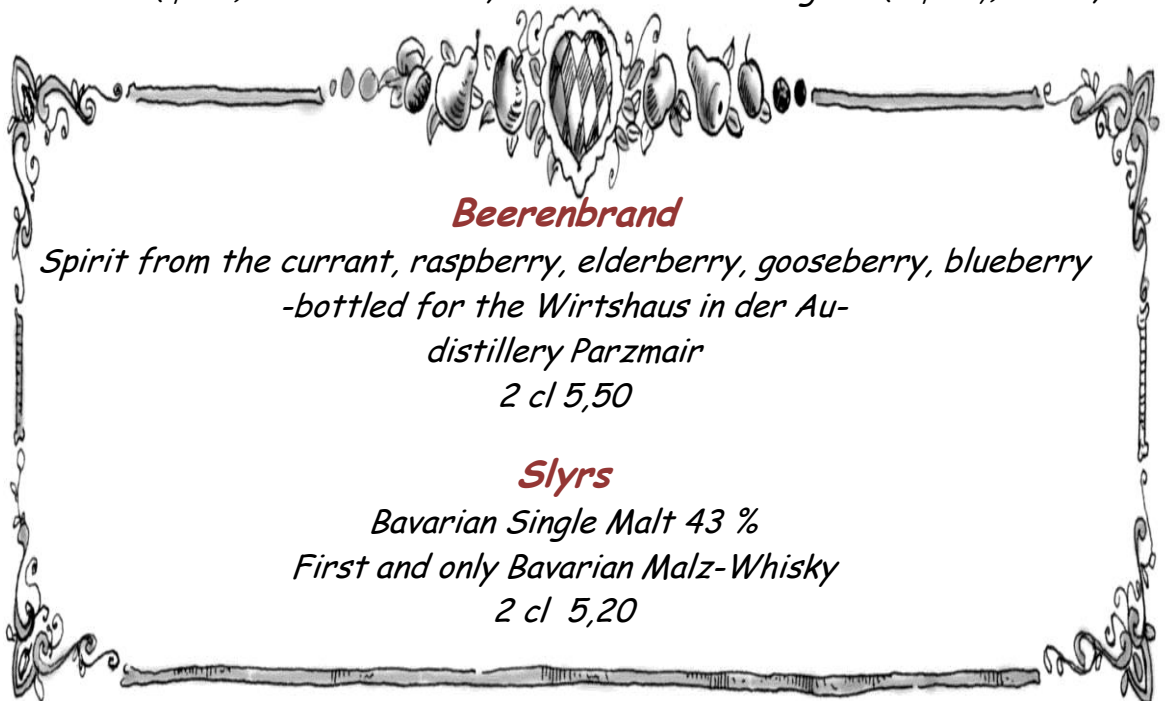 Beerenbrand
Spirit from the currant, raspberry, elderberry, gooseberry, blueberry
-bottled for the Wirtshaus in der Au-
distillery Parzmair
2 cl 5,50
Slyrs
Bavarian Single Malt 43 %
First and only Bavarian Malz-Whisky
2 cl 5,20